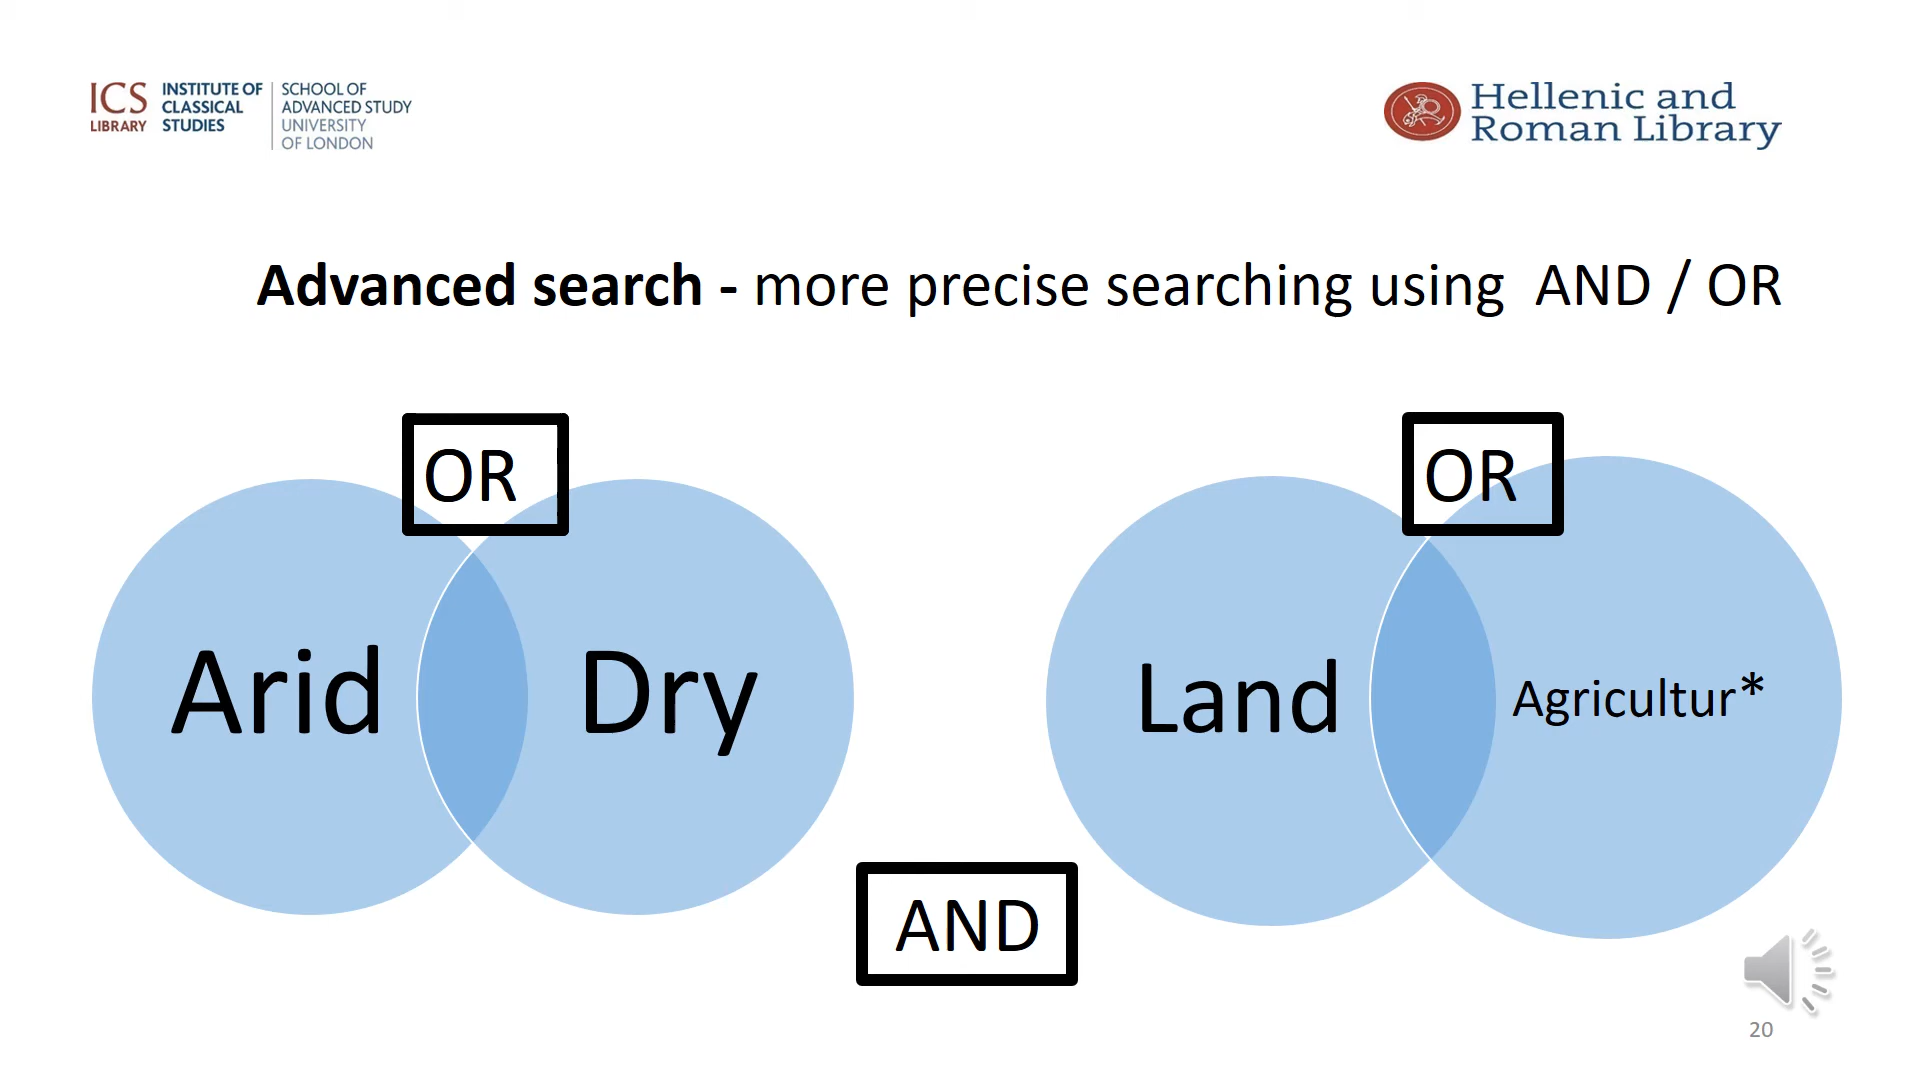 ICS
LIBRARY
INSTITUTE OF
CLASSICAL
STUDIES
SCHOOL OF
ADVANCED STUDY
UNIVERSITY
OF LONDON
Hellenic and
Roman Library
Advanced search - more precise searching using AND / OR
OR
OR
Arid
Dry
Land
Agricultur*
AND
20